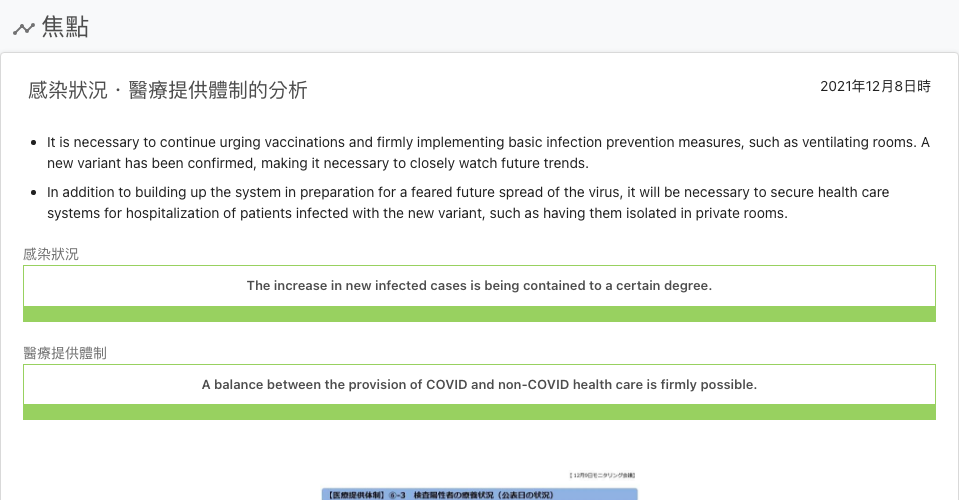 焦點
感染狀況・醫療提供體制的分析
2021年12月8日時
It is necessary to continue urging vaccinations and firmly implementing basic infection prevention measures, such as ventilating rooms. A
new variant has been confirmed, making it necessary to closely watch future trends.
In addition to building up the system in preparation for a feared future spread of the virus, it will be necessary to secure health care
systems for hospitalization of patients infected with the new variant, such as having them isolated in private rooms.
感染狀況
The increase in new infected cases is being contained to a certain degree.
醫療提供體制
A balance between the provision of COVID and non-COVID health care is firmly possible.
【12月9日モニタリング会議】
【医療提供体制】⑥-3 検査陽性者の療養状況（公表日の状況）